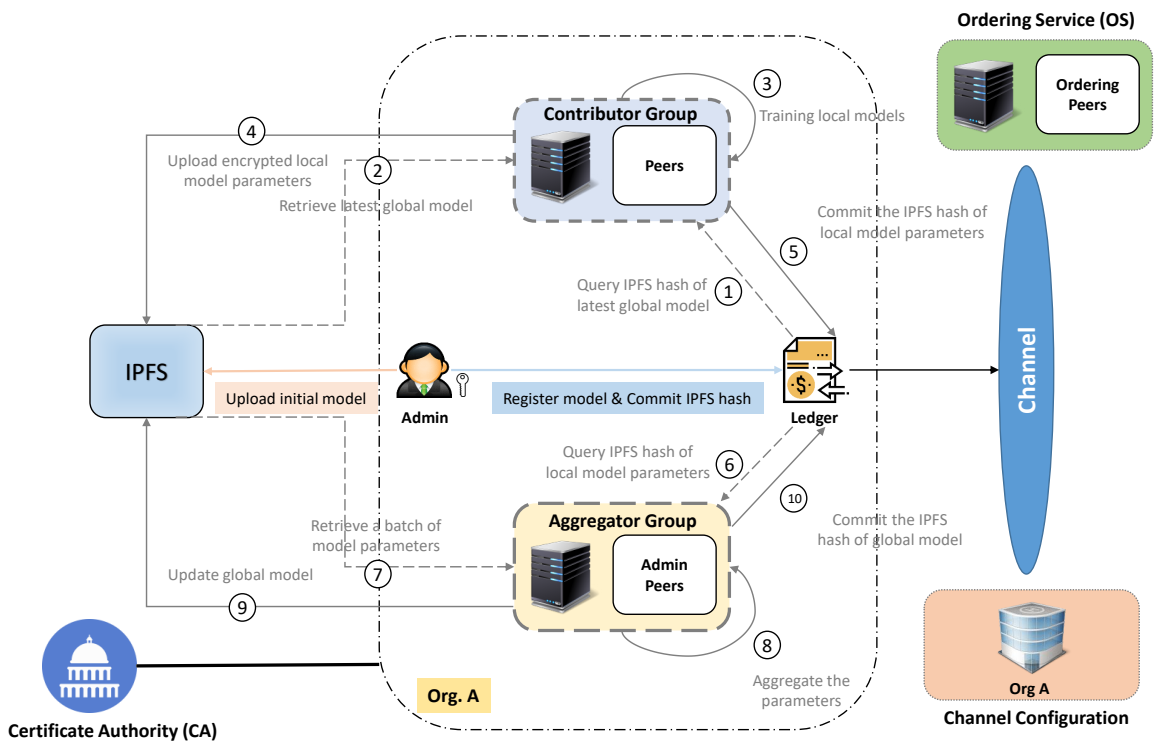 Ordering Service (OS)
Ordering
Peers
3
Contributor Group
Training local models
Peers
4
Upload encrypted local
model parameters
2
Retrieve latest global model
Commit the IPFS hash of
local model parameters
5
Query IPFS hash of
latest global model
1
IPFS
Upload initial model
Admin
Register model & Commit IPFS hash
...
$
Ledger
Channel
Query IPFS hash of
local model parameters
6
10
Commit the IPFS
hash of global model
Aggregator Group
Admin
Peers
Retrieve a batch of
model parameters
7
Update global model
9
8
Aggregate the
parameters
Org. A
Certificate Authority (CA)
Org A
Channel Configuration